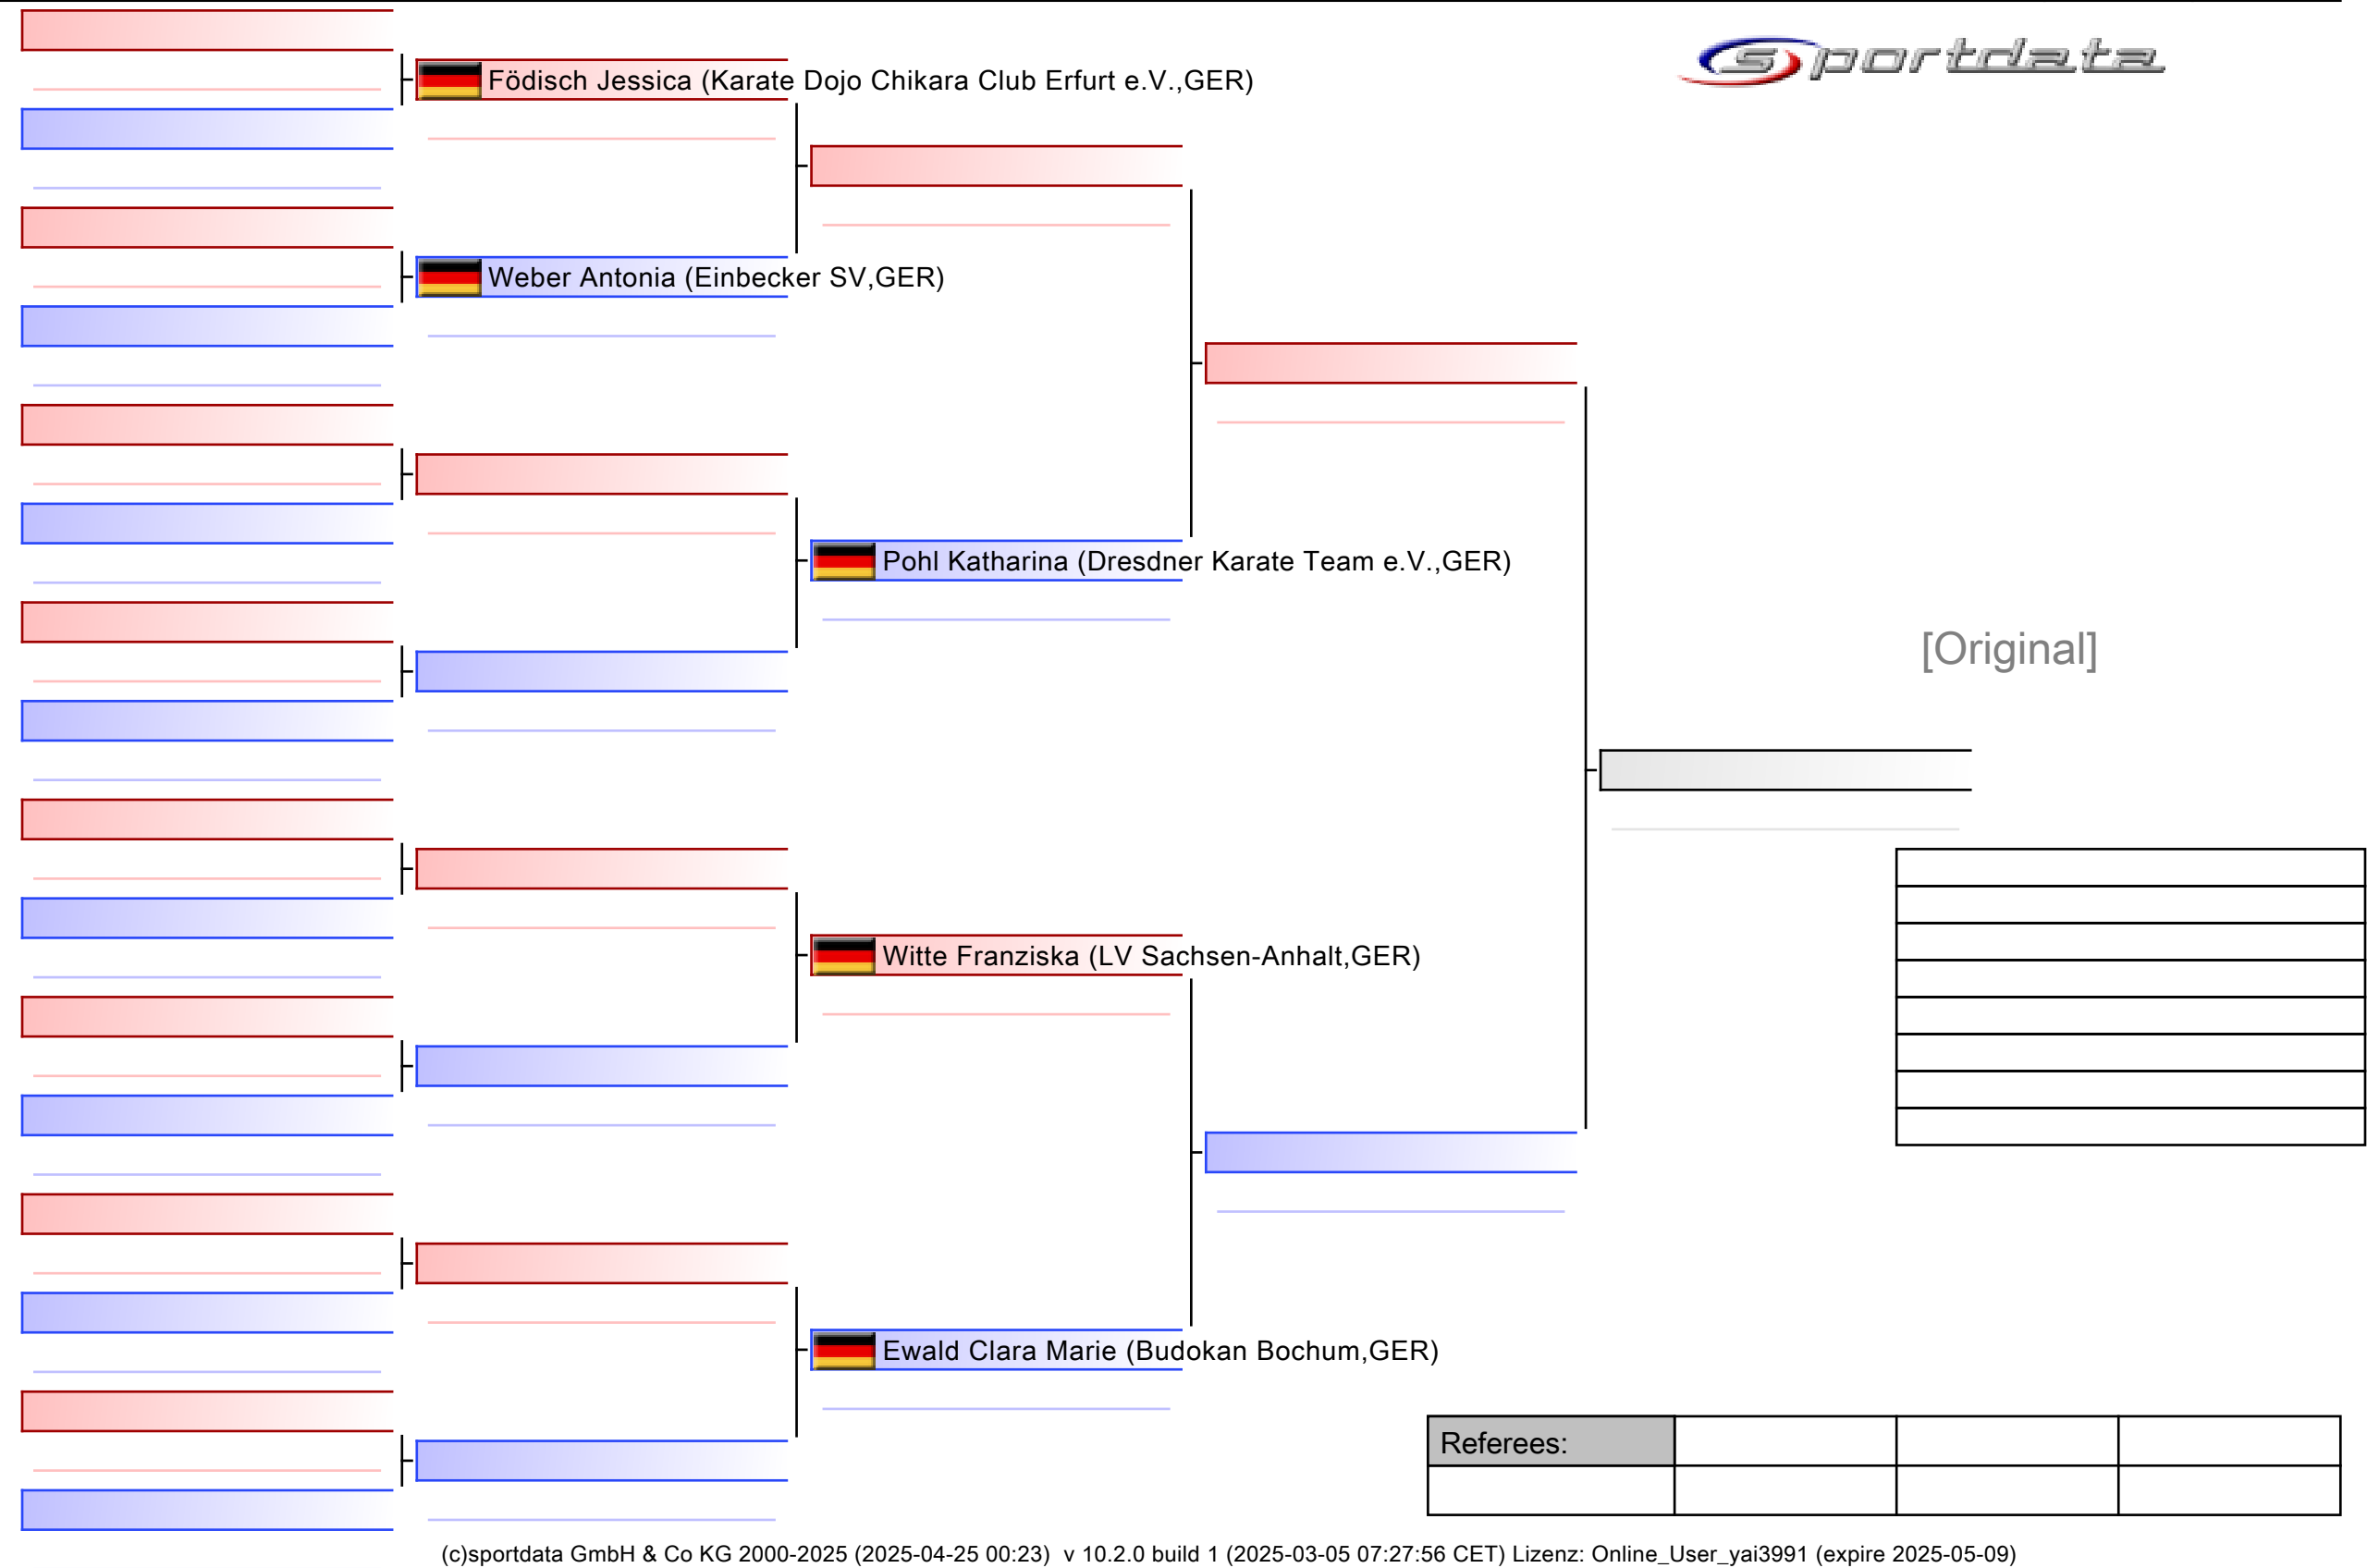 sportdata
Födisch Jessica (Karate Dojo Chikara Club Erfurt e.V.,GER)
Weber Antonia (Einbecker SV,GER)
Pohl Katharina (Dresdner Karate Team e.V.,GER)
[Original]
Witte Franziska (LV Sachsen-Anhalt,GER)
Ewald Clara Marie (Budokan Bochum,GER)
Referees:
(c)sportdata GmbH & Co KG 2000-2025 (2025-04-25 00:23) v 10.2.0 build 1 (2025-03-05 07:27:56 CET) Lizenz: Online_User_yai3991 (expire 2025-05-09)